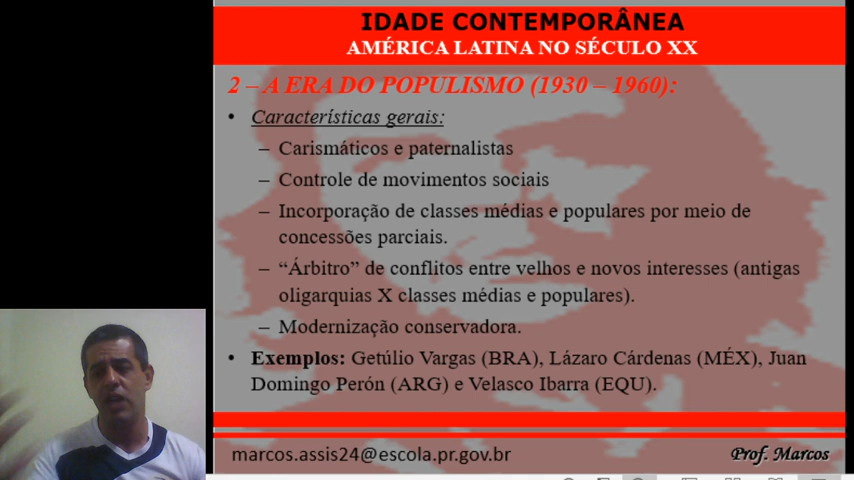 IDADE CONTEMPORÂNEA
AMÉRICA LATINA NO SÉCULO XX
2 – A ERA DO POPULISMO (1930 – 1960):
• Características gerais:
– Carismáticos e paternalistas
– Controle de movimentos sociais
– Incorporação de classes médias e populares por meio de
concessões parciais.
– “Árbitro” de conflitos entre velhos e novos interesses (antigas
oligarquias X classes médias e populares).
– Modernização conservadora.
• Exemplos: Getúlio Vargas (BRA), Lázaro Cárdenas (MÉX), Juan
Domingo Perón (ARG) e Velasco Ibarra (EQU).
marcos.assis24@escola.pr.gov.br
Prof. Marcos